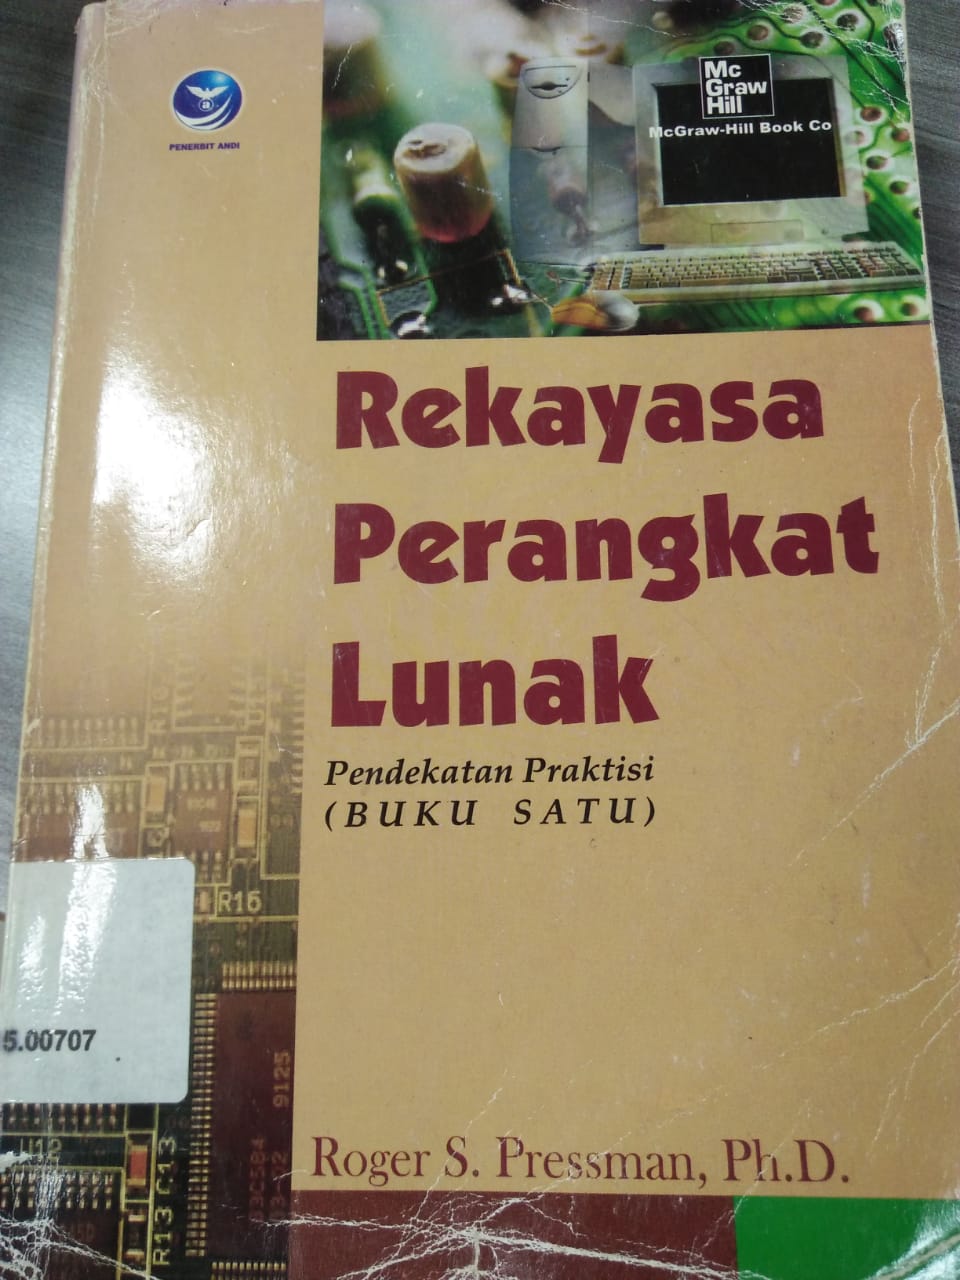 a
PENERBIT ANDI
Mc
Graw
Hill
McGraw-Hill Book Co
Rekayasa
Perangkat
Lunak
Pendekatan Praktisi
(BUKU SATU)
R16
5.00707
9125
R13
C13
Roger S. Pressman, Ph.D.